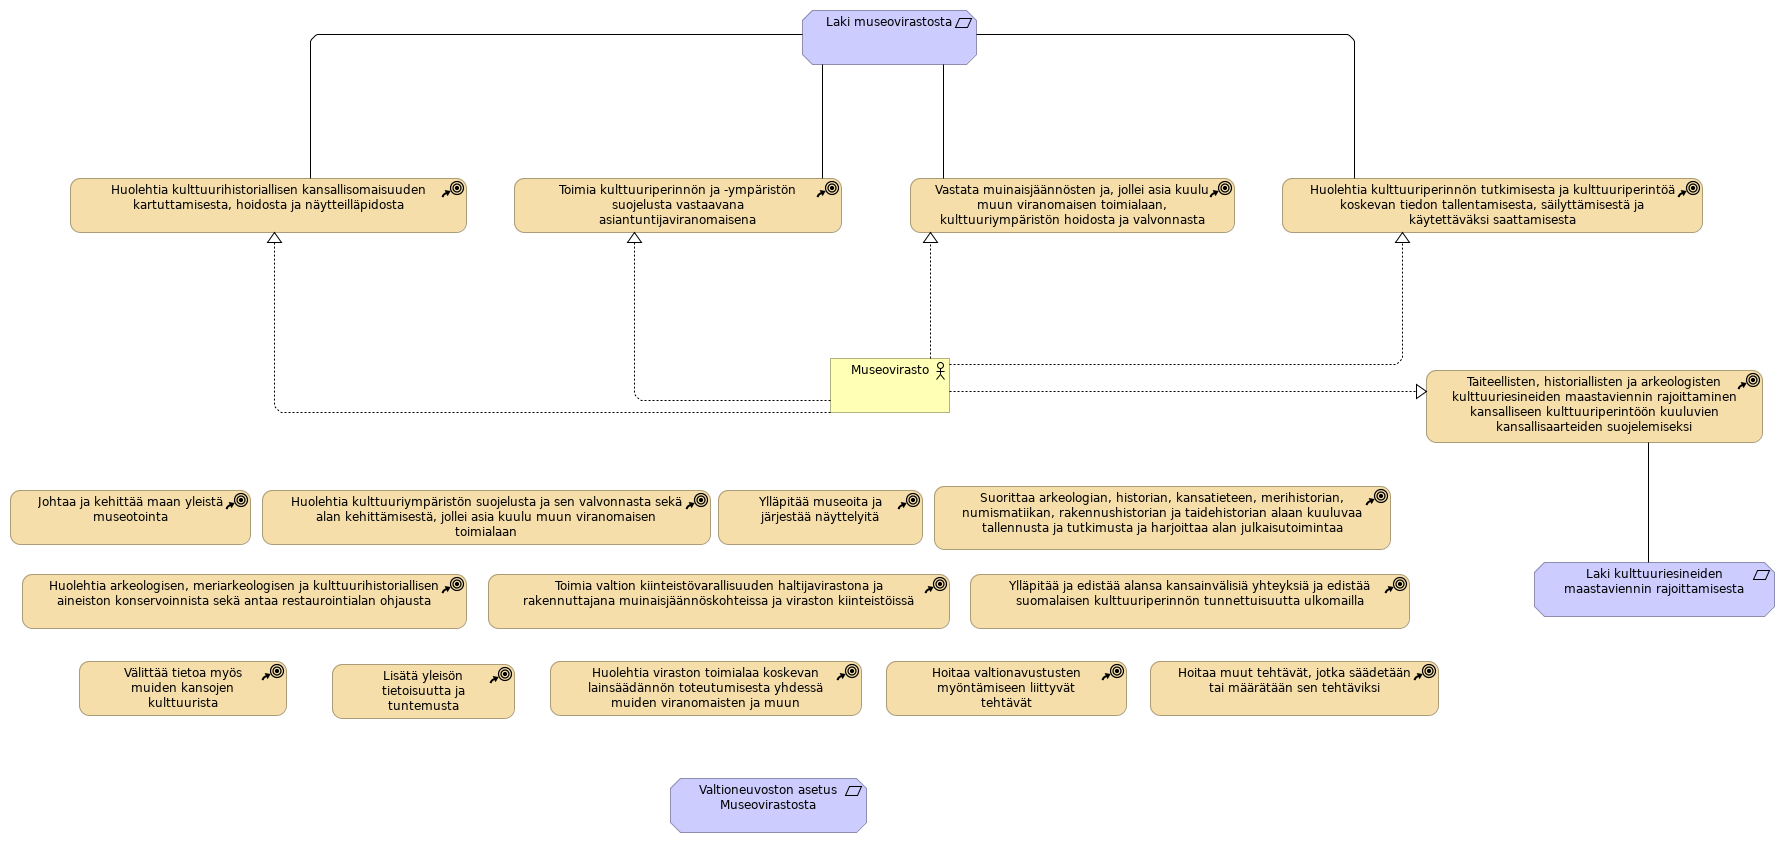 Laki museovirastosta
Huolehtia kulttuurihistoriallisen kansallisomaisuuden
kartuttamisesta, hoidosta ja näytteilläpidosta
Toimia kulttuuriperinnön ja -ympäristön
suojelusta vastaavana
asiantuntijaviranomaisena
Vastata muinaisjäännösten ja, jollei asia kuulu
muun viranomaisen toimialaan,
kulttuuriympäristön hoidosta ja valvonnasta
Huolehtia kulttuuriperinnön tutkimisesta ja kulttuuriperintöä
koskevan tiedon tallentamisesta, säilyttämisestä ja
käytettäväksi saattamisesta
Museovirasto
Taiteellisten, historiallisten ja arkeologisten
kulttuuriesineiden maastaviennin rajoittaminen
kansalliseen kulttuuriperintöön kuuluvien
kansallisaarteiden suojelemiseksi
Johtaa ja kehittää maan yleistä
museotointa
Huolehtia kulttuuriympäristön suojelusta ja sen valvonnasta sekä
alan kehittämisestä, jollei asia kuulu muun viranomaisen
toimialaan
Ylläpitää museoita ja
järjestää näyttelyitä
Suorittaa arkeologian, historian, kansatieteen, merihistorian,
numismatiikan, rakennushistorian ja taidehistorian alaan kuuluvaa
tallennusta ja tutkimusta ja harjoittaa alan julkaisutoimintaa
Huolehtia arkeologisen, meriarkeologisen ja kulttuurihistoriallisen
aineiston konservoinnista sekä antaa restaurointialan ohjausta
Toimia valtion kiinteistövarallisuuden haltijavirastona ja
rakennuttajana muinaisjäännöskohteissa ja viraston kiinteistöissä
Ylläpitää ja edistää alansa kansainvälisiä yhteyksiä ja edistää
suomalaisen kulttuuriperinnön tunnettuisuutta ulkomailla
Laki kulttuuriesineiden
maastaviennin rajoittamisesta
Välittää tietoa myös
muiden kansojen
kulttuurista
Lisätä yleisön
tietoisuutta ja
tuntemusta
Huolehtia viraston toimialaa koskevan
lainsäädännön toteutumisesta yhdessä
muiden viranomaisten ja muun
Hoitaa valtionavustusten
myöntämiseen liittyvät
tehtävät
Hoitaa muut tehtävät, jotka säädetään
tai määrätään sen tehtäviksi
Valtioneuvoston asetus
Museovirastosta